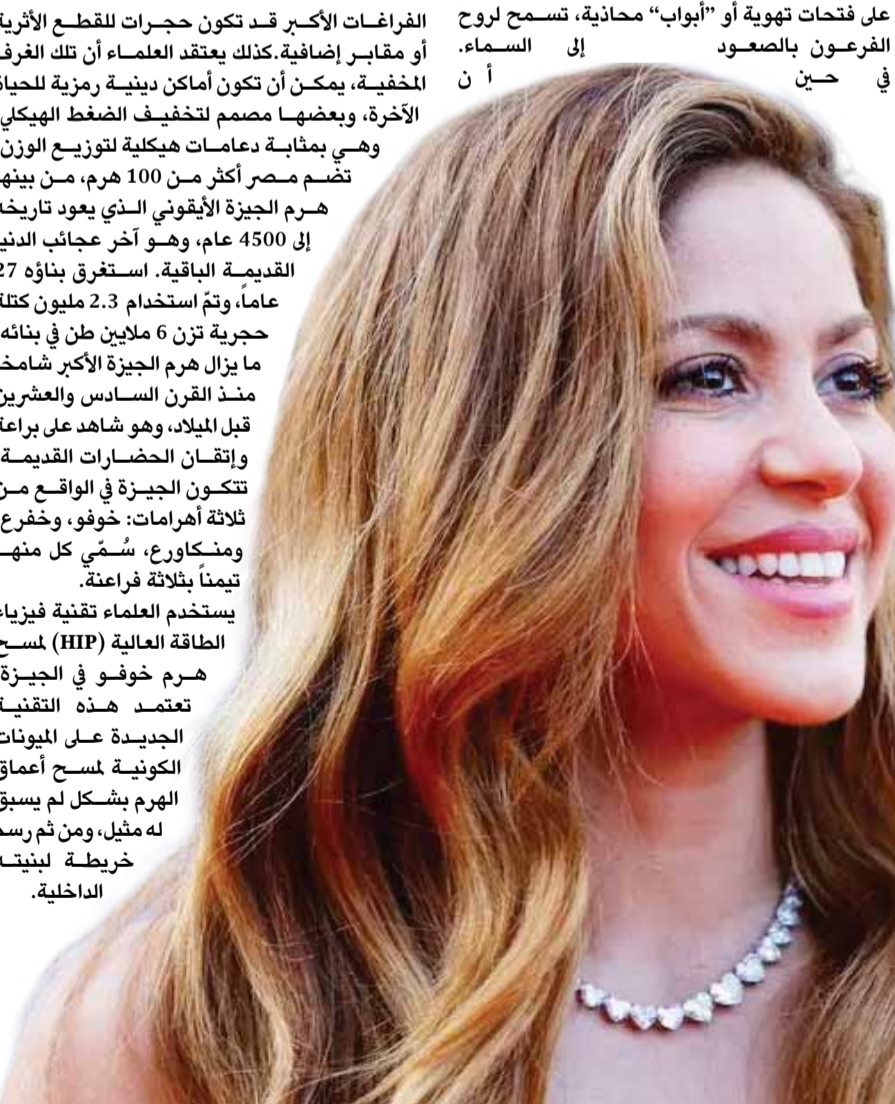 على فتحات تهوية أو ”أبواب“ محاذية، تسمح لروح
الفرعون بالصعود إلى السماء.
في حين أن
الفراغات الأكبر قد تكون حجرات للقطع الأثرية
أو مقابر إضافية.كذلك يعتقد العلماء أن تلك الغرف
المخفية، يمكن أن تكون أماكن دينية رمزية للحياة
الآخرة، وبعضها مصمم لتخفيف الضغط الهيكلي
وهي بمثابة دعامات هيكلية لتوزيع الوزن
تضم مصر أكثر من 100 هرم، من بينها
هرم الجيزة الأيقوني الذي يعود تاريخه
إلى 4500 عام، وهو آخر عجائب الدنيا
القديمة الباقية. استغرق بناؤه 27
عاماً، وتمّ استخدام 2.3 مليون كتلة
حجرية تزن 6 ملايين طن في بنائه
ما يزال هرم الجيزة الأكبر شامخا
منذ القرن السادس والعشرين
قبل الميلاد، وهو شاهد على براعة
وإتقان الحضارات القديمة
تتكون الجيزة في الواقع من
ثلاثة أهرامات: خوفو، وخفرع
ومنكاورع، سُمّي كل منها
تيمناً بثلاثة فراعنة.
يستخدم العلماء تقنية فيزياء
الطاقة العالية (HIP) لمسح
هرم خوفو في الجيزة
تعتمد هذه التقنية
الجديدة على الميونات
الكونية لمسح أعماق
الهرم بشكل لم يسبق
له مثيل، ومن ثم رسم
خريطة لبنيته
الداخلية.